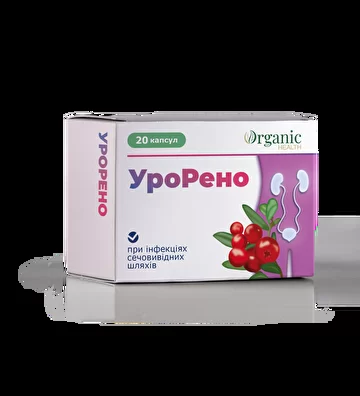 20 капсул
Organic
HEALTH
УроРено
УРОРЕНО
при інфекціях
сечовивідних
шляхів